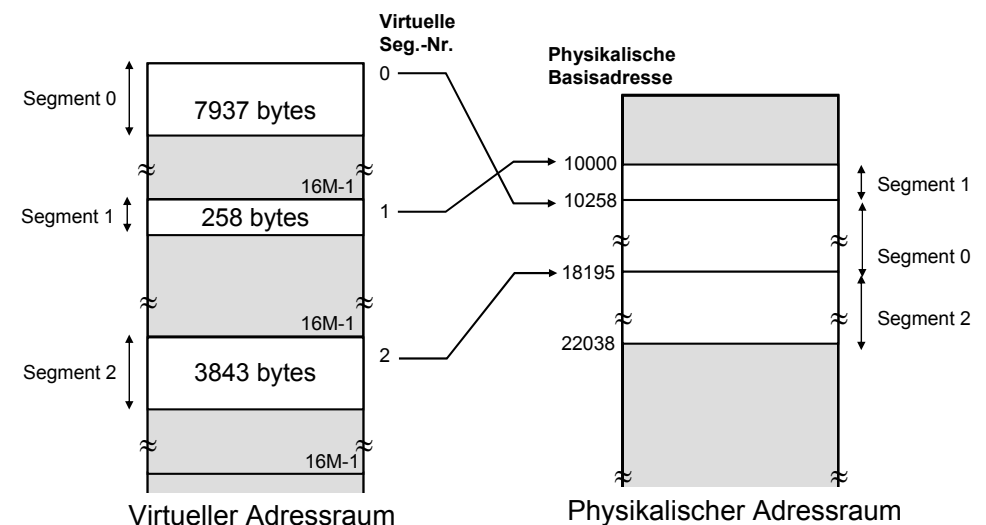 Virtuelle
Seg.-Nr.
Physikalische
Basisadresse
Segment 0
7937 bytes
0
16M-1
10000
Segment 1
258 bytes
1
10258
Segment 1
16M-1
18195
Segment 0
Segment 2
3843 bytes
2
22038
Segment 2
16M-1
Virtueller Adressraum
Physikalischer Adressraum